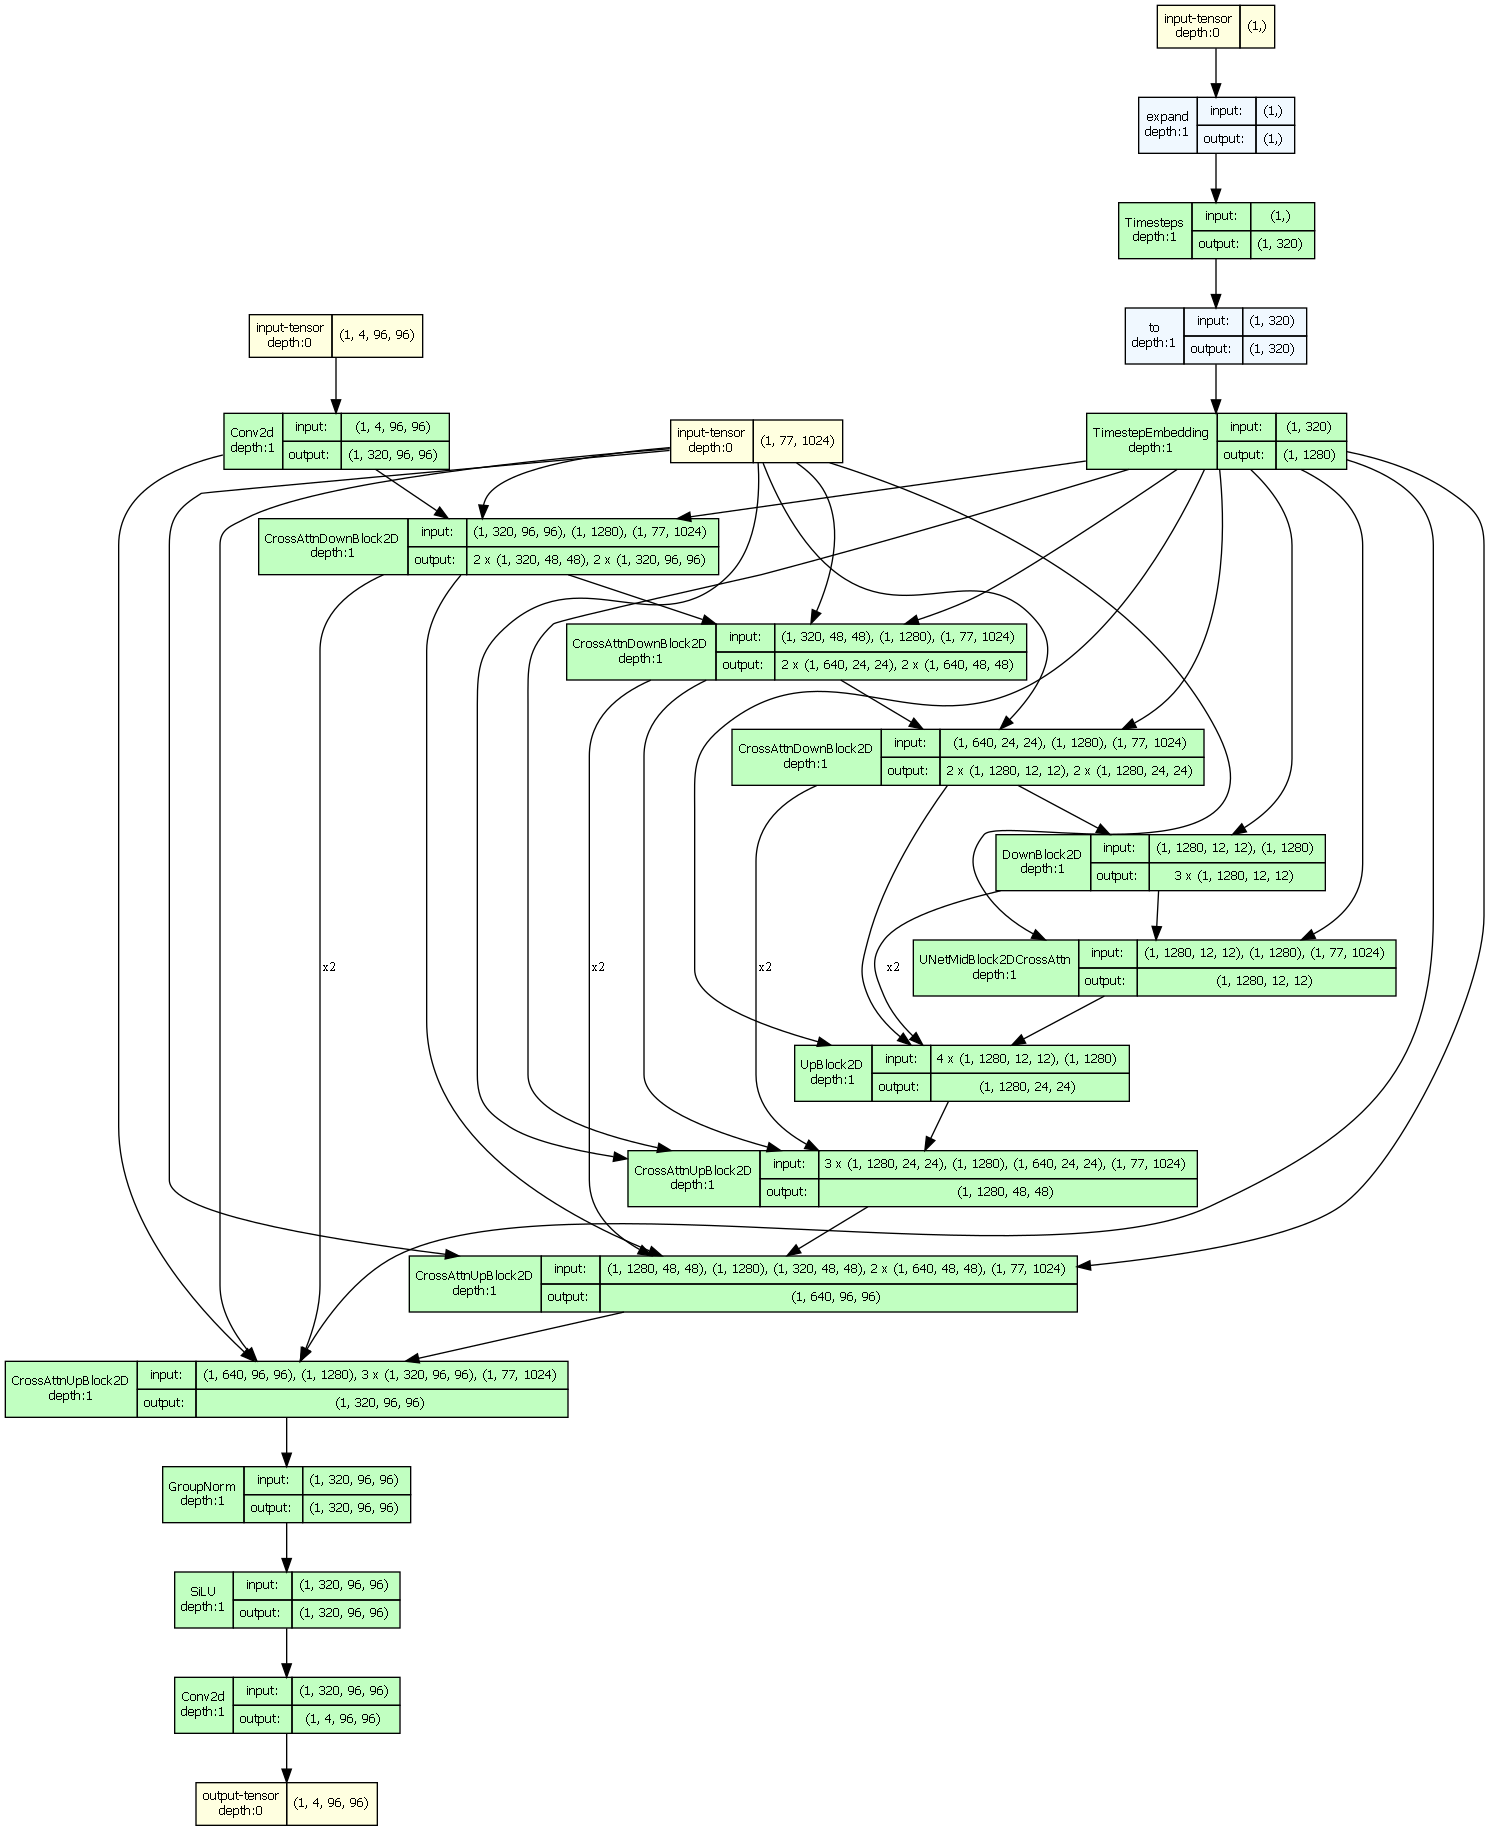 input-tensor
depth:0
(1,)
expand
depth:1
input:
(1,)
output:
(1,)
Timesteps
depth:1
input:
(1,)
output:
(1, 320)
input-tensor
depth:0
(1, 4, 96, 96)
to
depth:1
input:
(1, 320)
output:
(1, 320)
Conv2d
depth:1
input:
(1, 4, 96, 96)
output:
(1, 320, 96, 96)
input-tensor
depth:0
(1, 77, 1024)
TimestepEmbedding
depth:1
input:
(1, 320)
output:
(1, 1280)
CrossAttnDownBlock2D
depth:1
input:
(1, 320, 96, 96), (1, 1280), (1, 77, 1024)
output:
2 x (1, 320, 48, 48), 2 x (1, 320, 96, 96)
CrossAttnDownBlock2D
depth:1
input:
(1, 320, 48, 48), (1, 1280), (1, 77, 1024)
output:
2 x (1, 640, 24, 24), 2 x (1, 640, 48, 48)
CrossAttnDownBlock2D
depth:1
input:
(1, 640, 24, 24), (1, 1280), (1, 77, 1024)
output:
2 x (1, 1280, 12, 12), 2 x (1, 1280, 24, 24)
DownBlock2D
depth:1
input:
(1, 1280, 12, 12), (1, 1280)
output:
3 x (1, 1280, 12, 12)
x2
x2
x2
x2
UNetMidBlock2DCrossAttn
depth:1
input:
(1, 1280, 12, 12), (1, 1280), (1, 77, 1024)
output:
(1, 1280, 12, 12)
UpBlock2D
depth:1
input:
4 x (1, 1280, 12, 12), (1, 1280)
output:
(1, 1280, 24, 24)
CrossAttnUpBlock2D
depth:1
input:
3 x (1, 1280, 24, 24), (1, 1280), (1, 640, 24, 24), (1, 77, 1024)
output:
(1, 1280, 48, 48)
CrossAttnUpBlock2D
depth:1
input:
(1, 1280, 48, 48), (1, 1280), (1, 320, 48, 48), 2 x (1, 640, 48, 48), (1, 77, 1024)
output:
(1, 640, 96, 96)
CrossAttnUpBlock2D
depth:1
input:
(1, 640, 96, 96), (1, 1280), 3 x (1, 320, 96, 96), (1, 77, 1024)
output:
(1, 320, 96, 96)
GroupNorm
depth:1
input:
(1, 320, 96, 96)
output:
(1, 320, 96, 96)
SiLU
depth:1
input:
(1, 320, 96, 96)
output:
(1, 320, 96, 96)
Conv2d
depth:1
input:
(1, 320, 96, 96)
output:
(1, 4, 96, 96)
output-tensor
depth:0
(1, 4, 96, 96)